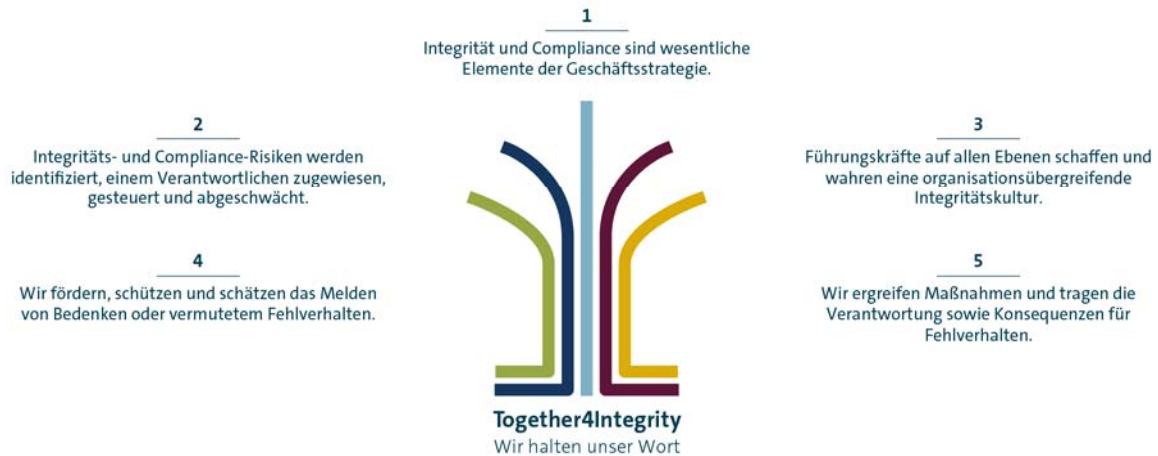 1
Integrität und Compliance sind wesentliche
Elemente der Geschäftsstrategie.
2
Integritäts- und Compliance-Risiken werden
identifiziert, einem Verantwortlichen zugewiesen,
gesteuert und abgeschwächt.
3
Führungskräfte auf allen Ebenen schaffen und
wahren eine organisationsübergreifende
Integritätskultur.
4
Wir fördern, schützen und schätzen das Melden
von Bedenken oder vermutetem Fehlverhalten.
5
Wir ergreifen Maßnahmen und tragen die
Verantwortung sowie Konsequenzen für
Fehlverhalten.
Together4Integrity
Wir halten unser Wort